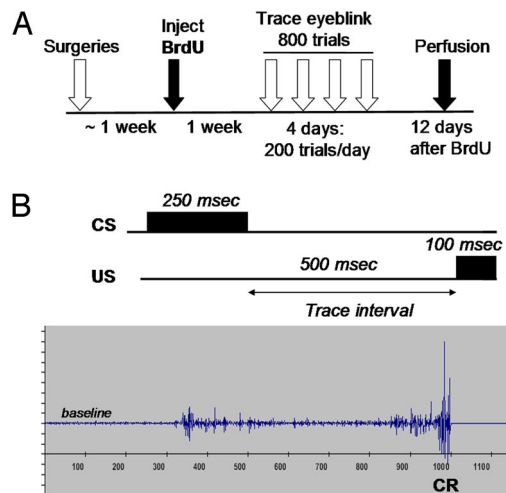 A
Surgeries
Inject
BrdU
Trace eyeblink
800 trials
Perfusion
~ 1 week
1 week
4 days:
200 trials/day
12 days
after BrdU
B
250 msec
CS
100 msec
US
500 msec
Trace interval
baseline
100 200 300 400 500 600 700 800 900 1000 1100
CR